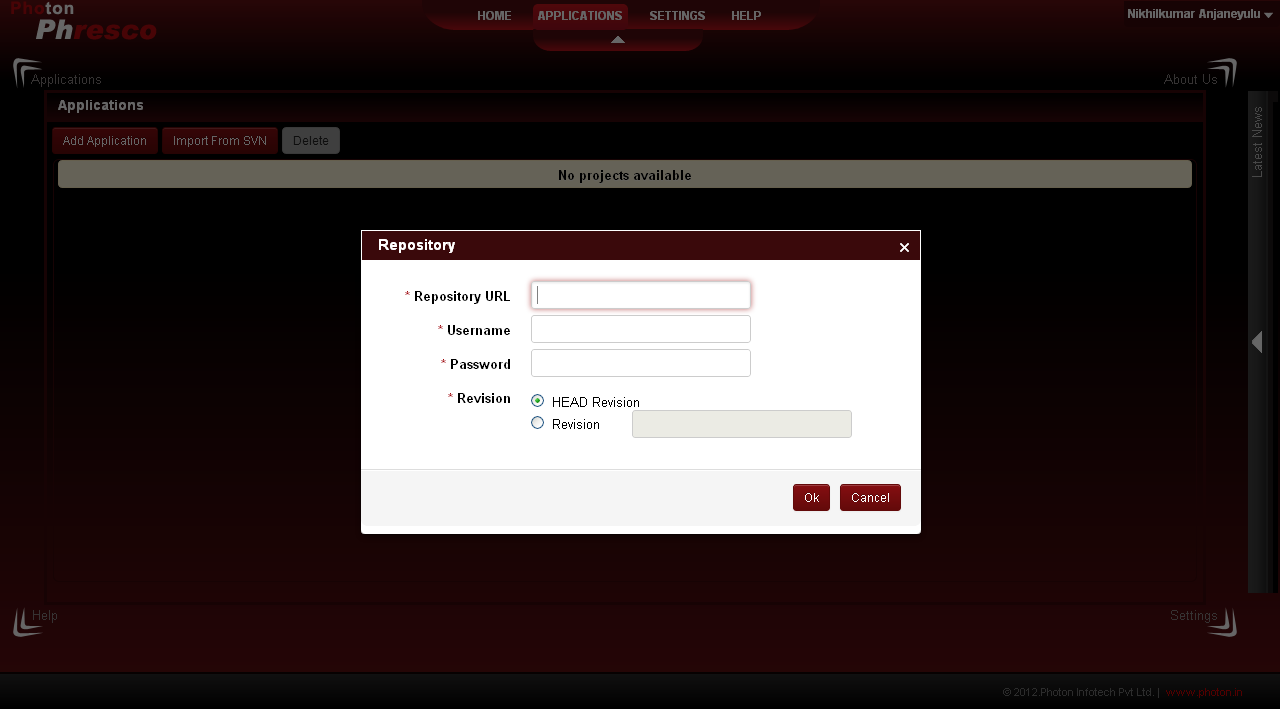 Photon
Phresco
HOME APPLICATIONS SETTINGS HELP
Nikhilkumar Anjaneyulu
Applications
About Us
Applications
Add Application Import From SVN Delete
No projects available
Latest News
Repository
* Repository URL
* Username
* Password
* Revision
HEAD Revision
Revision
Ok Cancel
Help
Settings
© 2012.Photon Infotech Pvt Ltd. | www.photon.in